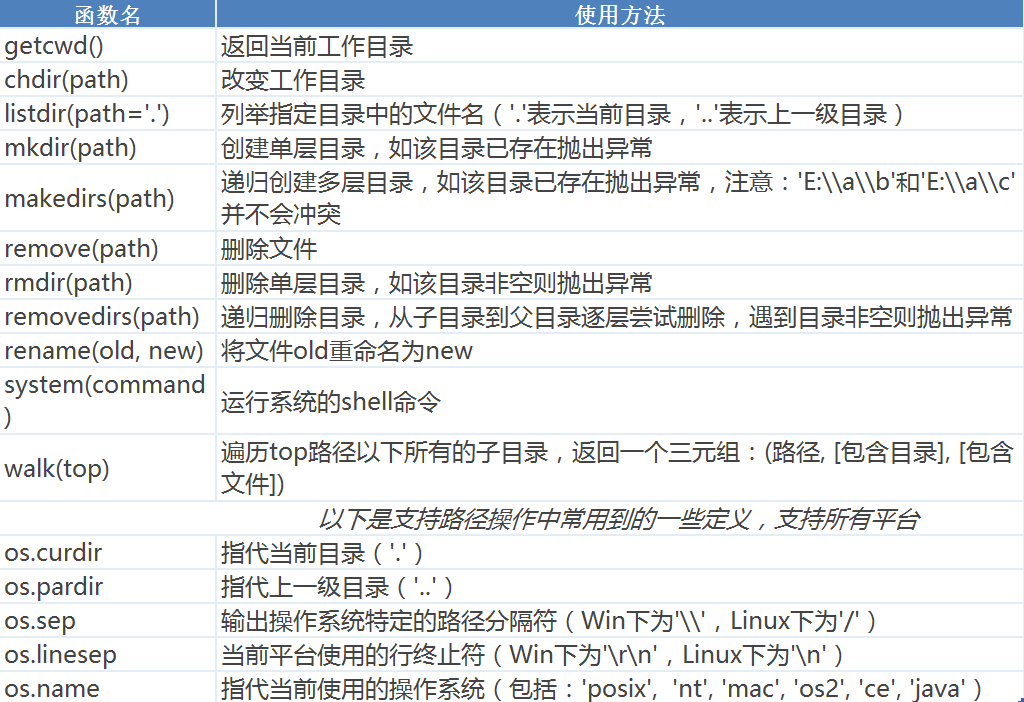 函数名 使用方法
getcwd() 返回当前工作目录
chdir(path) 改变工作目录
listdir(path='.') 列举指定目录中的文件名（'.'表示当前目录，'..'表示上一级目录）
mkdir(path) 创建单层目录，如该目录已存在抛出异常
makedirs(path) 递归创建多层目录，如该目录已存在抛出异常，注意：'E:\\a\\b'和'E:\\a\\c'
并不会冲突
remove(path) 删除文件
rmdir(path) 删除单层目录，如该目录非空则抛出异常
removedirs(path) 递归删除目录，从子目录到父目录逐层尝试删除，遇到目录非空则抛出异常
rename(old, new) 将文件old重命名为new
system(command
) 运行系统的shell命令
walk(top) 遍历top路径以下所有的子目录，返回一个三元组：(路径, [包含目录], [包含
文件])
以下是支持路径操作中常用到的一些定义，支持所有平台
os.curdir 指代当前目录（'.'）
os.pardir 指代上一级目录（'..'）
os.sep 输出操作系统特定的路径分隔符（Win下为'\\'，Linux下为'/'）
os.linesep 当前平台使用的行终止符（Win下为'\r\n'，Linux下为'\n'）
os.name 指代当前使用的操作系统（包括：'posix', 'nt', 'mac', 'os2', 'ce', 'java'）